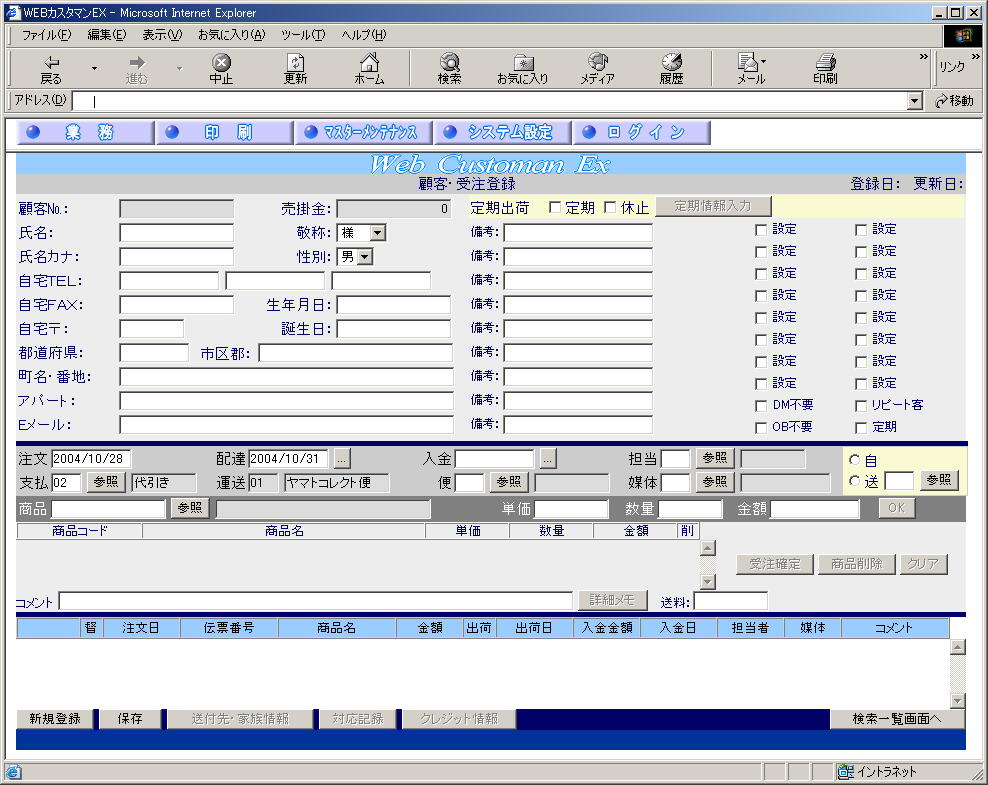 WEBカスタマンEX - Microsoft Internet Explorer
ファイル(F) 編集(E) 表示(V) お気に入り(A) ツール(T) ヘルプ(H)
戻る 進む 中止 更新 ホーム 検索 お気に入り メディア 履歴 メール 印刷 » リンク »
アドレス(D) 移動
業務 印刷 マスターメンテナンス システム設定 ログイン
Web Customan Ex
顧客・受注登録 登録日: 更新日:
顧客No.: 売掛金: 0 定期出荷 定期 休止 定期情報入力
氏名: 敬称: 様 備考: 設定 設定
氏名カナ: 性別: 男 備考: 設定 設定
自宅TEL: 備考: 設定 設定
自宅FAX: 生年月日: 備考: 設定 設定
自宅〒: 誕生日: 備考: 設定 設定
都道府県: 市区郡: 備考: 設定 設定
町名・番地: 備考: 設定 設定
アパート: 備考: 設定 設定
Eメール: 備考: DM不要 リピート客
OB不要 定期
注文 2004/10/28 配達 2004/10/31 ... 入金 ... 担当 参照 自
支払 02 参照 代引き 運送 01 ヤマトコレクト便 便 参照 媒体 参照 送 参照
商品 参照 単価 数量 金額 OK
商品コード 商品名 単価 数量 金額 削
受注確定 商品削除 クリア
コメント 詳細メモ 送料:
督 注文日 伝票番号 商品名 金額 出荷 出荷日 入金金額 入金日 担当者 媒体 コメント
新規登録 保存 送付先・家族情報 対応記録 クレジット情報 検索一覧画面へ
イントラネット